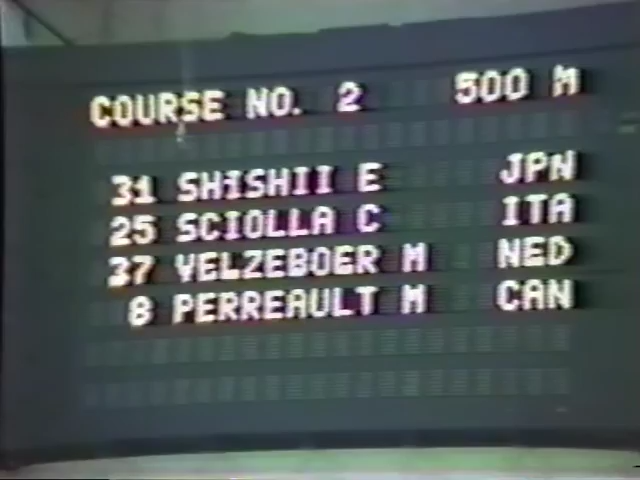 COURSE NO. 2 500 M
31 SHISHII E JPN
25 SCIOLLA C ITA
37 VELZEBOER M NED
8 PERREAULT M CAN